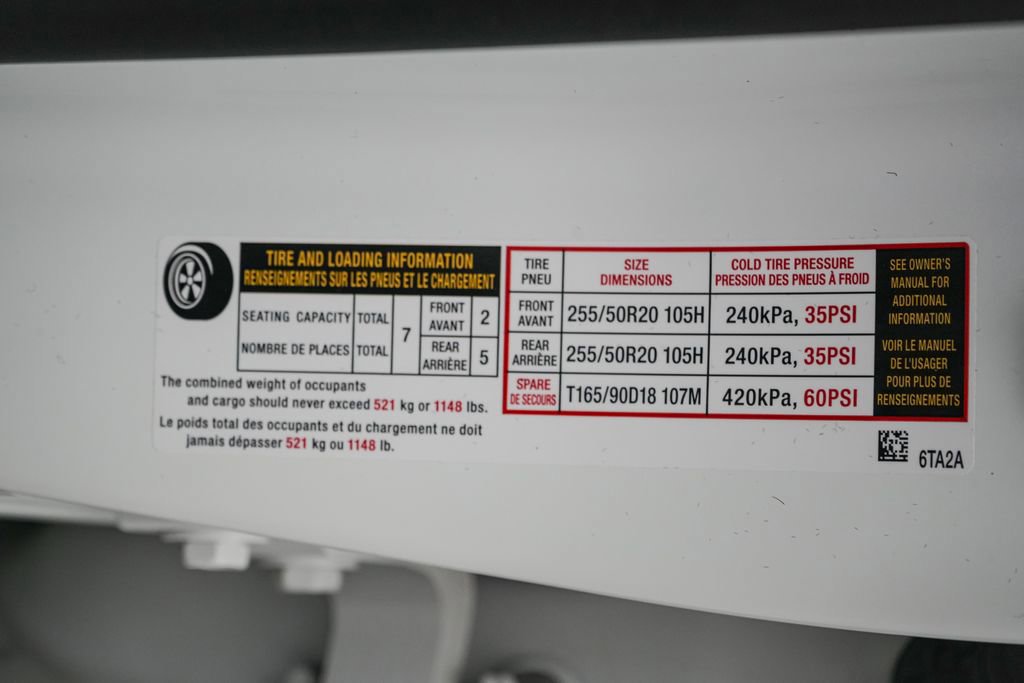 TIRE AND LOADING INFORMATION
RENSEIGNEMENTS SUR LES PNEUS ET LE CHARGEMENT
SEATING CAPACITY TOTAL 7 FRONT AVANT 2
NOMBRE DE PLACES TOTAL REAR ARRIÈRE 5
The combined weight of occupants
and cargo should never exceed 521 kg or 1148 lbs.
Le poids total des occupants et du chargement ne doit
jamais dépasser 521 kg ou 1148 lb.
TIRE PNEU SIZE DIMENSIONS COLD TIRE PRESSURE PRESSION DES PNEUS À FROID
FRONT AVANT 255/50R20 105H 240kPa, 35PSI
REAR ARRIÈRE 255/50R20 105H 240kPa, 35PSI
SPARE DE SECOURS T165/90D18 107M 420kPa, 60PSI
SEE OWNER'S
MANUAL FOR
ADDITIONAL
INFORMATION
VOIR LE MANUEL
DE L'USAGER
POUR PLUS DE
RENSEIGNEMENTS
6TA2A